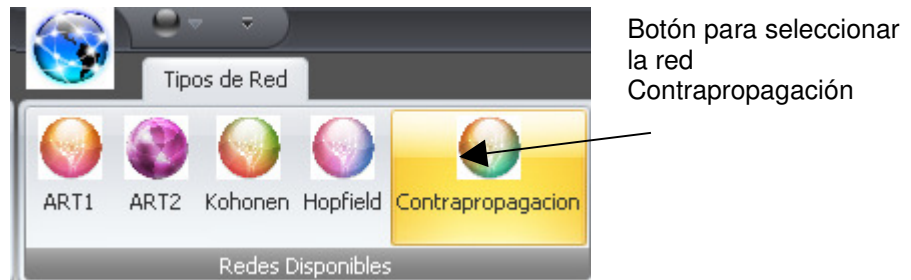 Botón para seleccionar
la red
Contrapropagación
Tipos de Red
ART1 ART2 Kohonen Hopfield Contrapropagacion
Redes Disponibles